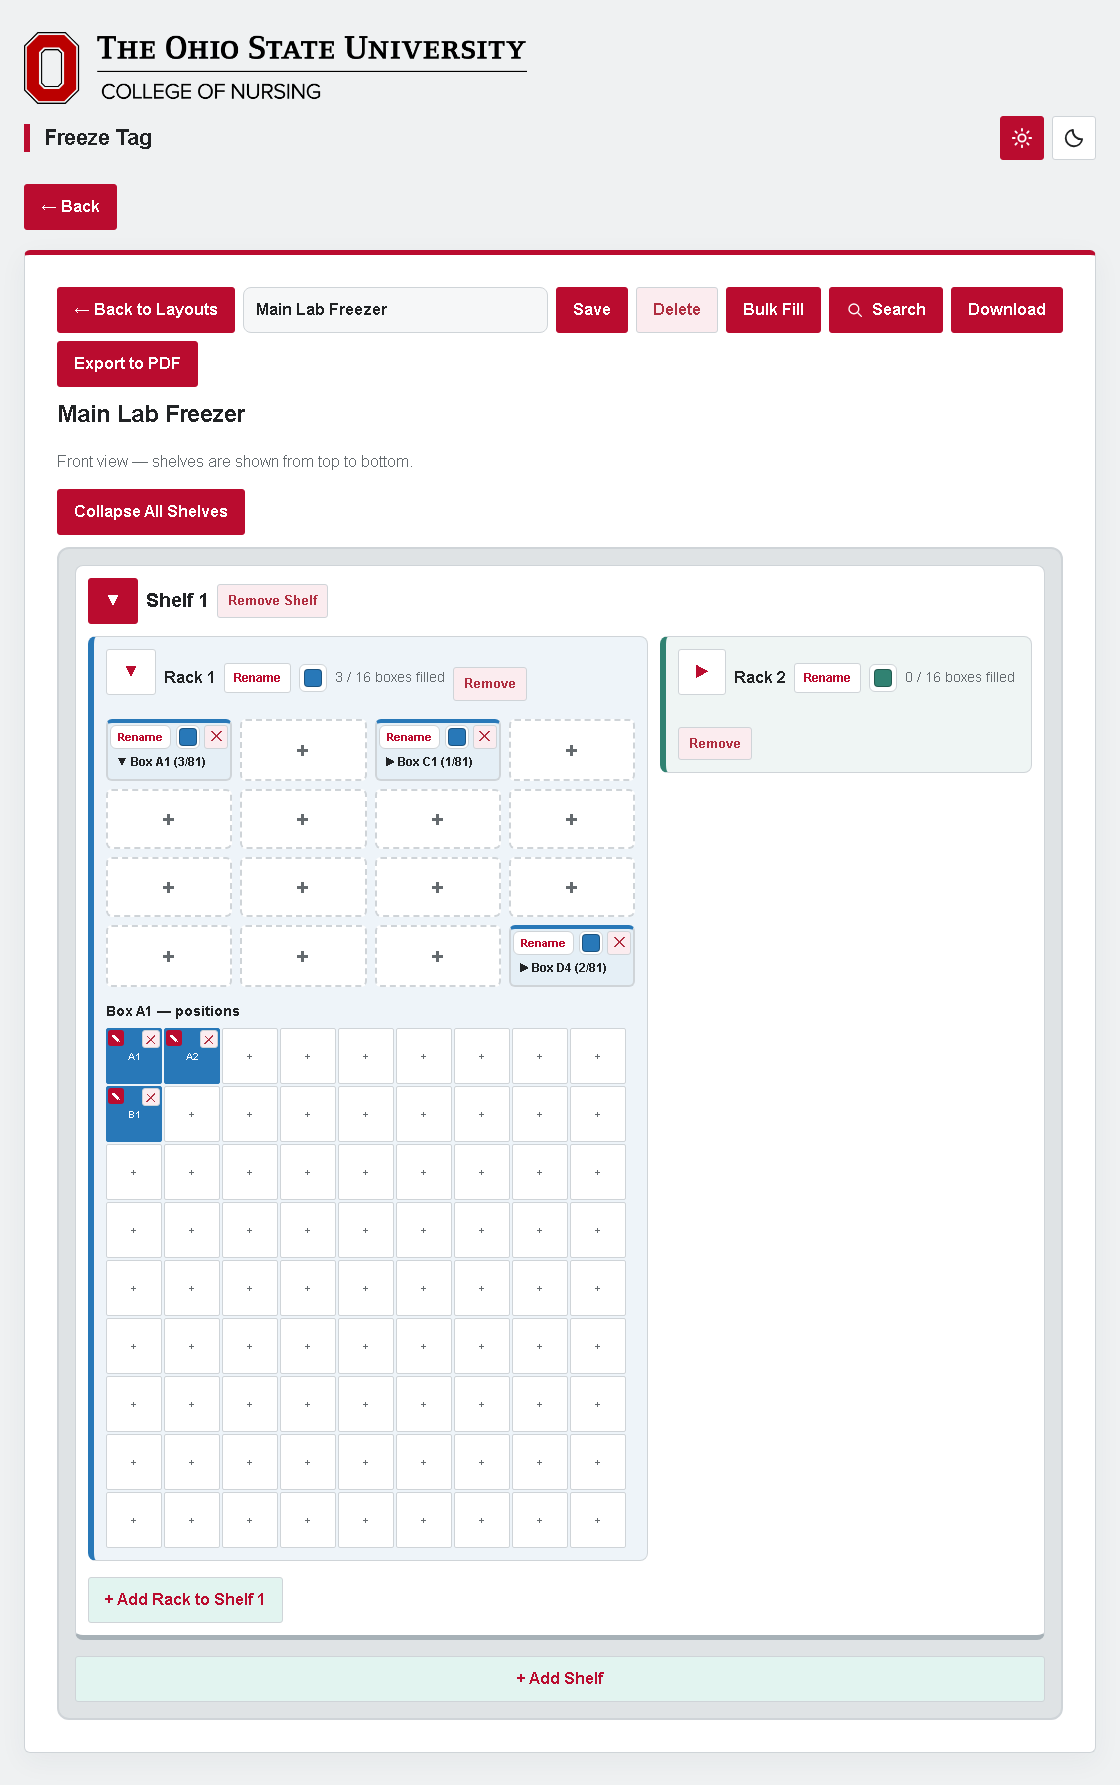 THE OHIO STATE UNIVERSITY
COLLEGE OF NURSING
Freeze Tag
← Back
← Back to Layouts
Main Lab Freezer
Save
Delete
Bulk Fill
Search
Download
Export to PDF
Main Lab Freezer
Front view — shelves are shown from top to bottom.
Collapse All Shelves
▼ Shelf 1 Remove Shelf
▼ Rack 1 Rename 3 / 16 boxes filled Remove
▶ Rack 2 Rename 0 / 16 boxes filled
Remove
Rename
▼ Box A1 (3/81)
+
Rename
▶ Box C1 (1/81)
+
+ + + +
+ + + +
+ + +
Rename
▶ Box D4 (2/81)
Box A1 — positions
A1 A2 + + + + + + +
B1 + + + + + + + +
+ + + + + + + + +
+ + + + + + + + +
+ + + + + + + + +
+ + + + + + + + +
+ + + + + + + + +
+ + + + + + + + +
+ + + + + + + + +
+ Add Rack to Shelf 1
+ Add Shelf